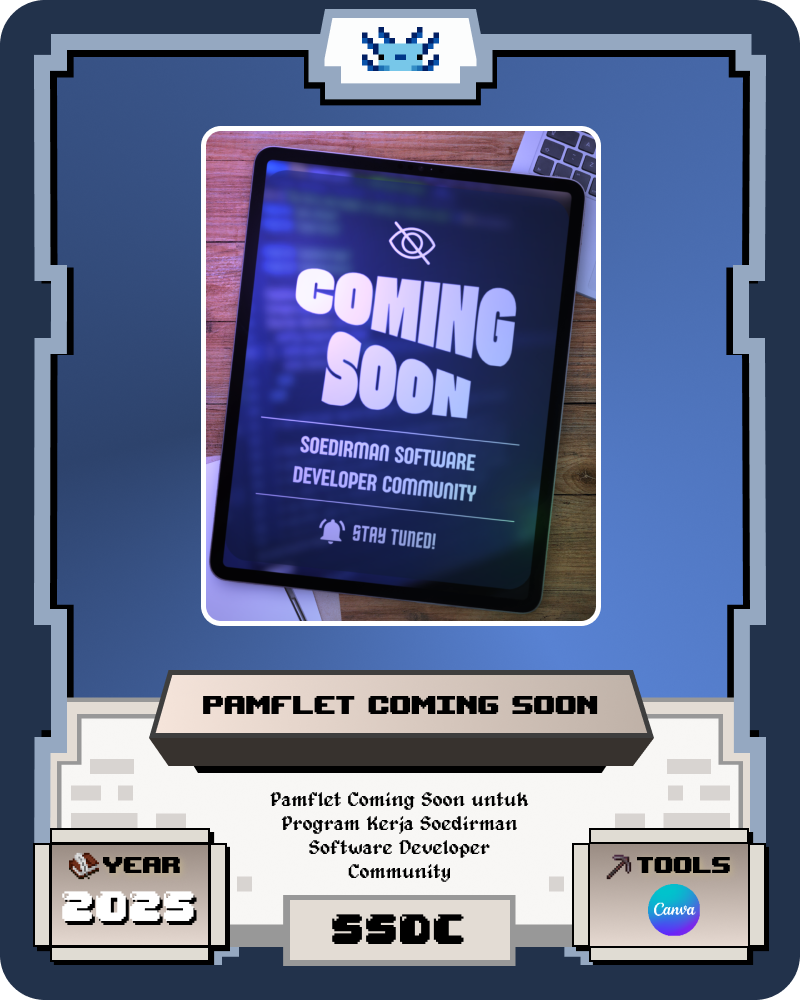 COMING
SOON
SOEDIRMAN SOFTWARE
DEVELOPER COMMUNITY
STAY TUNED!
PAMFLET COMING SOON
Pamflet Coming Soon untuk
Program Kerja Soedirman
Software Developer
Community
YEAR
2025
SSDC
TOOLS
Canva